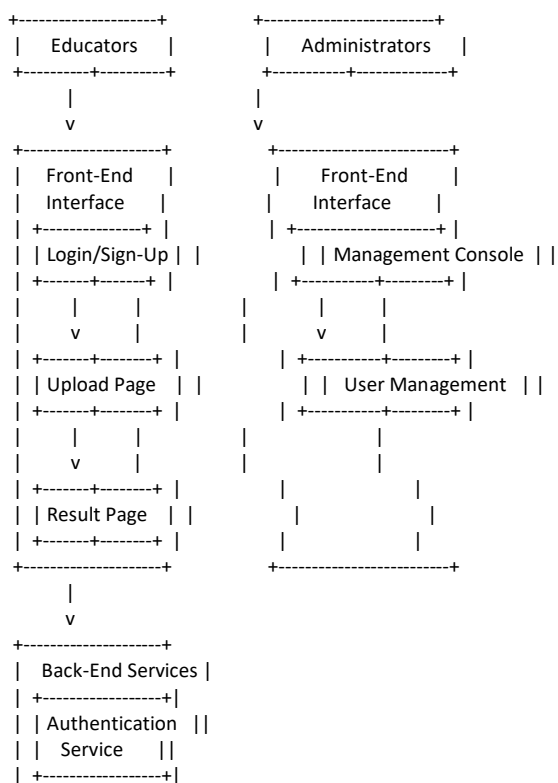 Educators Administrators
v v
Front-End Front-End
Interface Interface
Login/Sign-Up Management Console
v v
Upload Page User Management
v
Result Page
v
Back-End Services
Authentication
Service